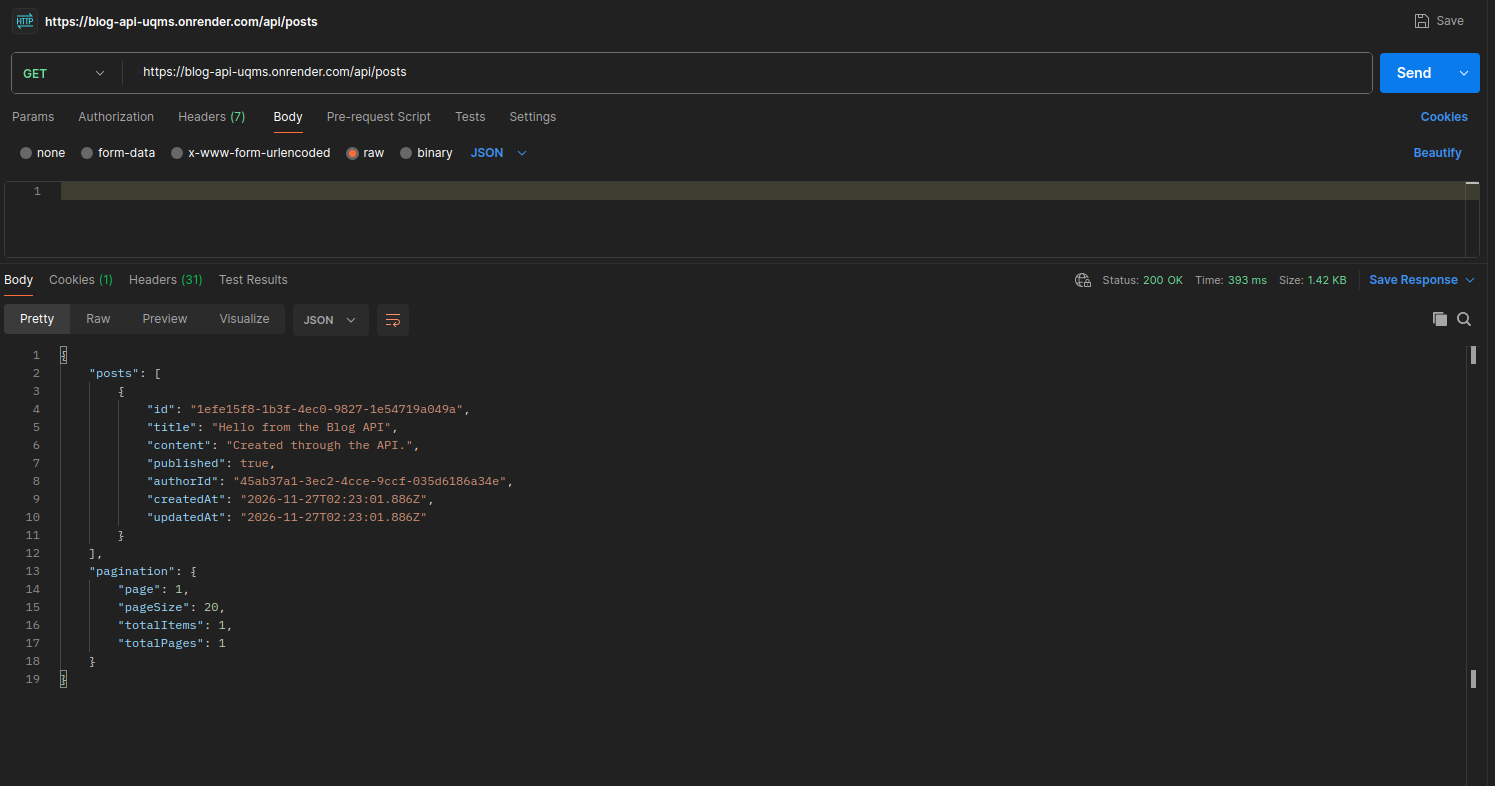 HTTP https://blog-api-uqms.onrender.com/api/posts Save
GET https://blog-api-uqms.onrender.com/api/posts Send
Params Authorization Headers (7) Body Pre-request Script Tests Settings Cookies
none form-data x-www-form-urlencoded raw binary JSON Beautify
1
Body Cookies (1) Headers (31) Test Results Status: 200 OK Time: 393 ms Size: 1.42 KB Save Response
Pretty Raw Preview Visualize JSON
1 {
2 "posts": [
3 {
4 "id": "1efe15f8-1b3f-4ec0-9827-1e54719a049a",
5 "title": "Hello from the Blog API",
6 "content": "Created through the API.",
7 "published": true,
8 "authorId": "45ab37a1-3ec2-4cce-9ccf-035d6186a34e",
9 "createdAt": "2026-11-27T02:23:01.886Z",
10 "updatedAt": "2026-11-27T02:23:01.886Z"
11 }
12 ],
13 "pagination": {
14 "page": 1,
15 "pageSize": 20,
16 "totalItems": 1,
17 "totalPages": 1
18 }
19 }